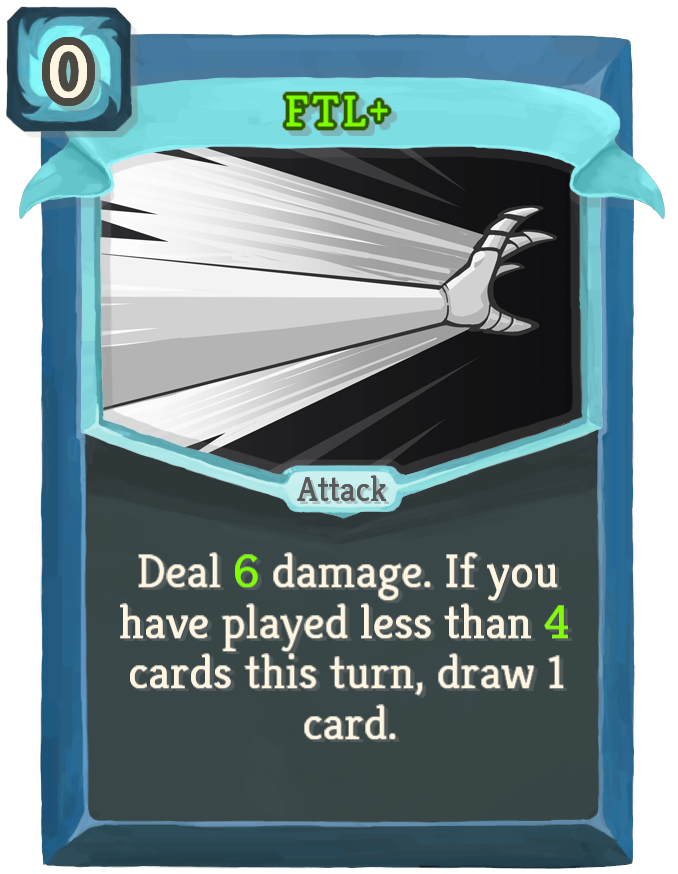 0
FTL+
Attack
Deal 6 damage. If you
have played less than 4
cards this turn, draw 1
card.